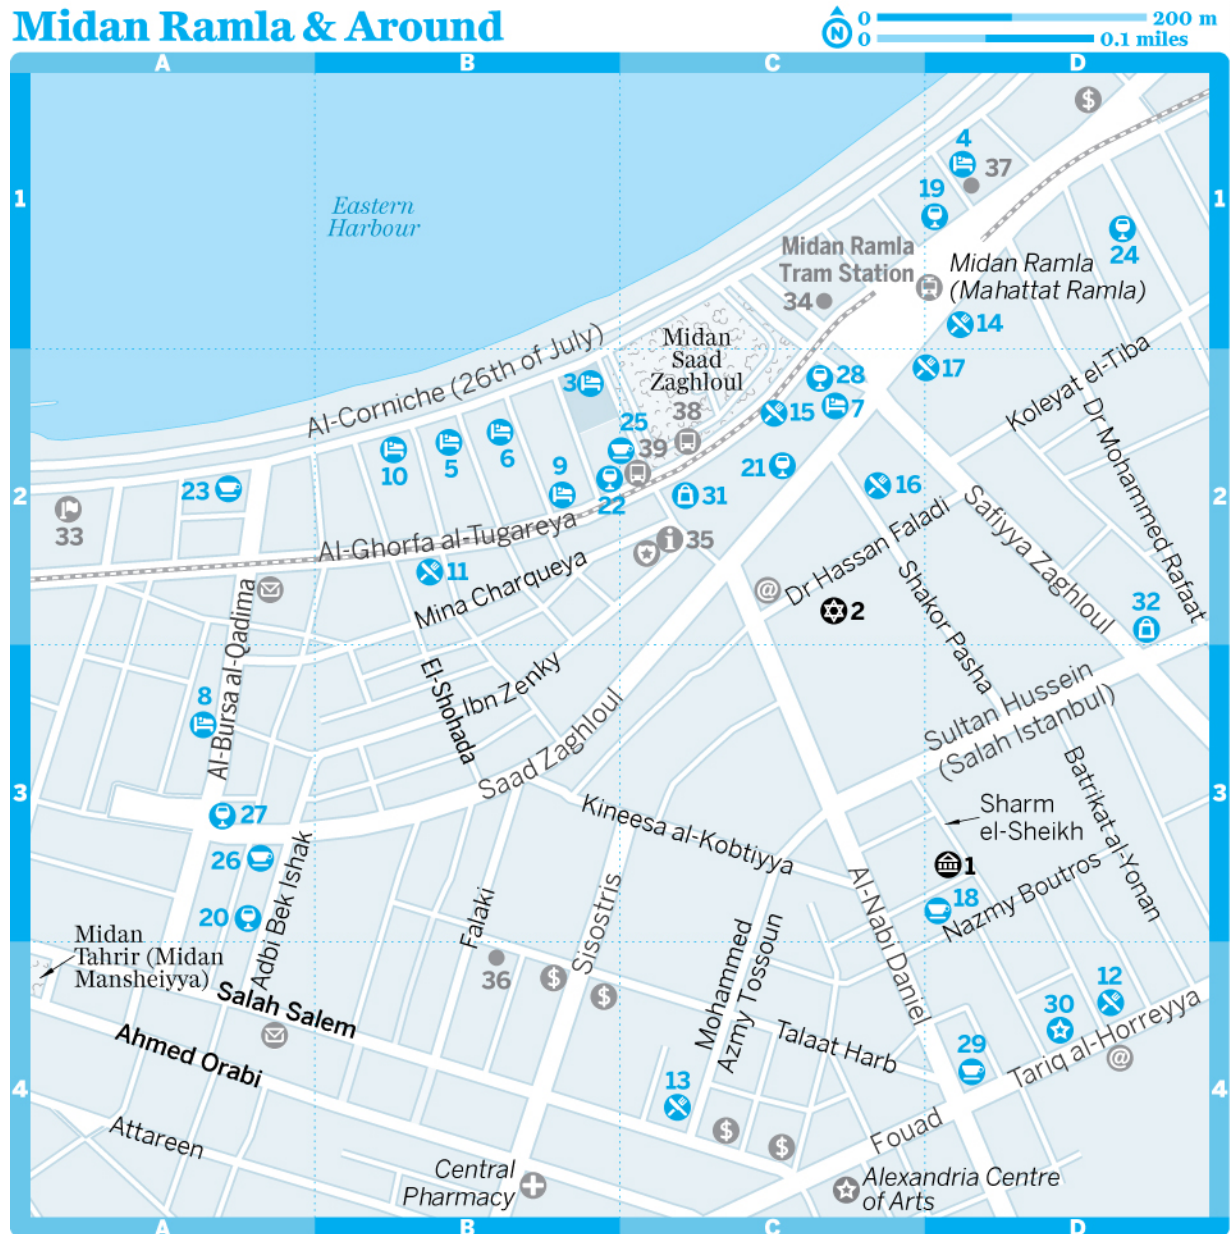 Midan Ramla & Around
0 200 m
N
0 0.1 miles
A B C D
1 1
Eastern
Harbour
4
37
19
24
Midan Ramla
Tram Station
34
Midan Ramla
(Mahattat Ramla)
14
Midan
Saad
Zaghloul
17
Al-Corniche (26th of July)
3
28
7
15
38
Koleyat el-Tiba
Dr Mohammed Rafaat
25
39
10
5
6
9
22
31
21
16
2 2
23
33
Al-Ghorfa al-Tugareya
35
Safiyya Zaghloul
Dr Hassan Faladi
11
Mina Charqueya
@
2
Shakor Pasha
32
Al-Bursa al-Qadima
8
El-Shohada
Ibn Zenky
Saad Zaghloul
Sultan Hussein
(Salah Istanbul)
3 3
27
26
20
Adbi Bek Ishak
Kineesa al-Kobtiyya
Sharm
el-Sheikh
Batrikat al-Yonan
1
18
Nazmy Boutros
Al-Nabi Daniel
Falaki
Sisostris
Mohammed
Azmy Tossoun
Midan
Tahrir (Midan
Mansheiyya)
36
$
$
$
Salah Salem
Ahmed Orabi
Talaat Harb
12
30
29
Tariq al-Horreyya
@
4 4
13
$
$
Fouad
Attareen
Central
Pharmacy
Alexandria Centre
of Arts
A B C D